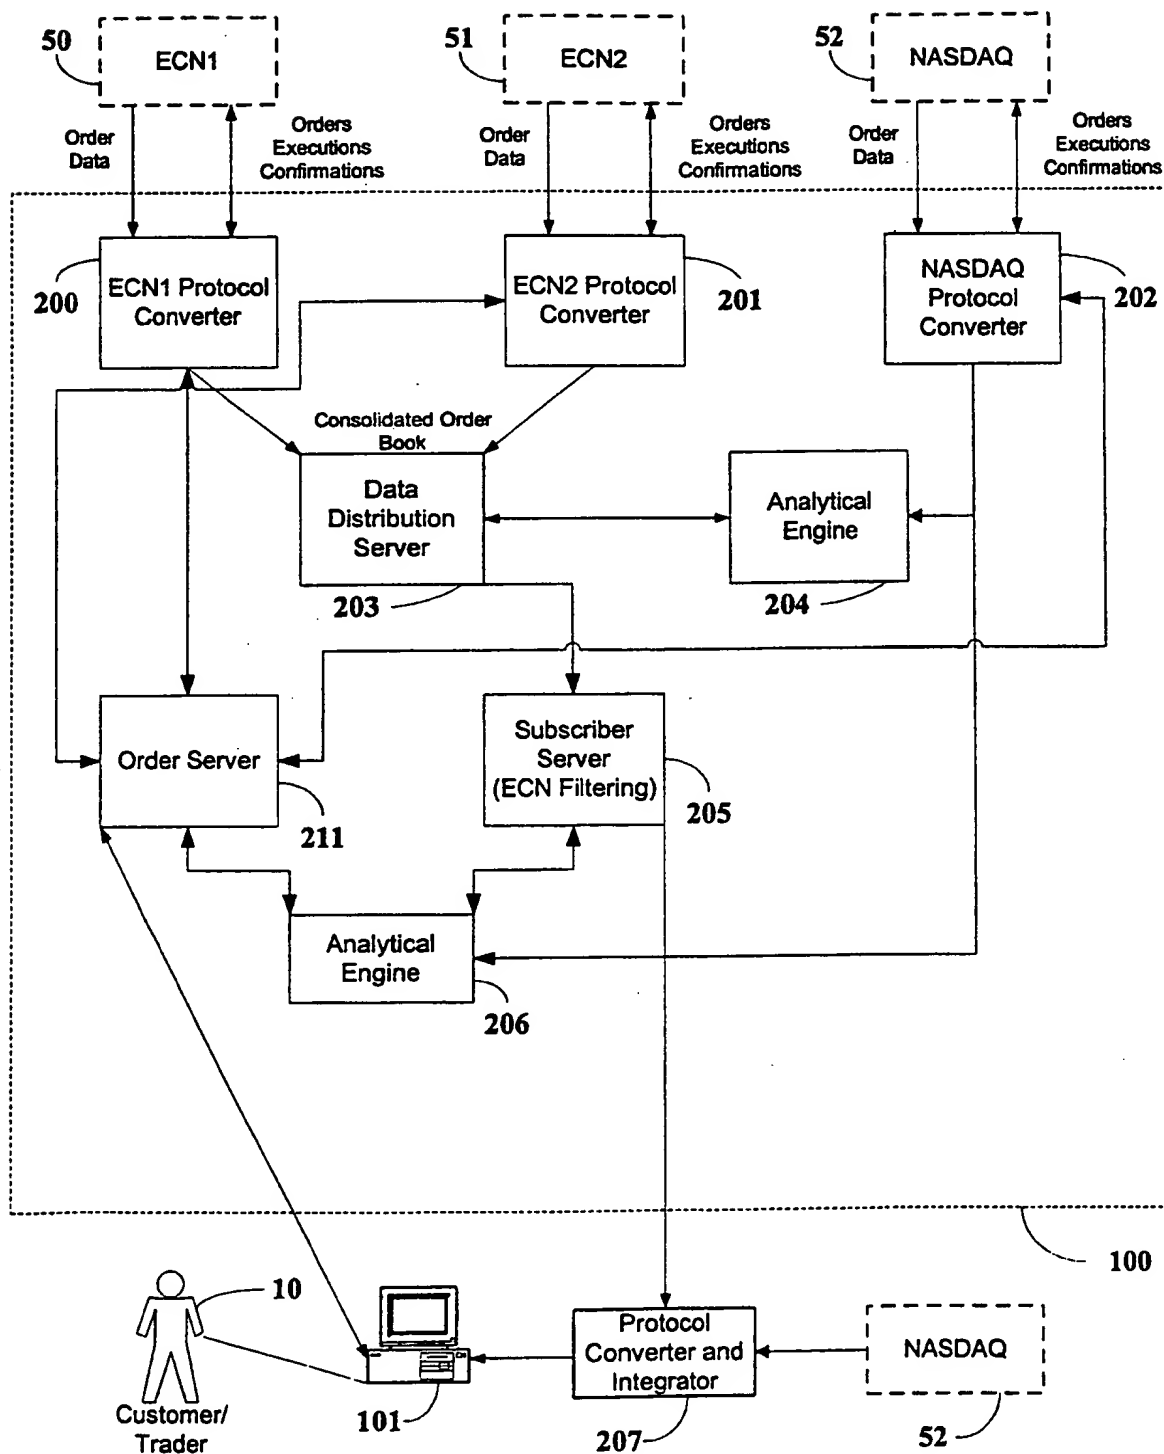 50
ECN1
51
ECN2
52
NASDAQ
Order
Data
Orders
Executions
Confirmations
Order
Data
Orders
Executions
Confirmations
Order
Data
Orders
Executions
Confirmations
200
ECN1 Protocol
Converter
ECN2 Protocol
Converter
201
NASDAQ
Protocol
Converter
202
Consolidated Order
Book
Data
Distribution
Server
203
Analytical
Engine
204
Order Server
211
Subscriber
Server
(ECN Filtering)
205
Analytical
Engine
206
100
10
Customer/
Trader
101
Protocol
Converter and
Integrator
207
NASDAQ
52